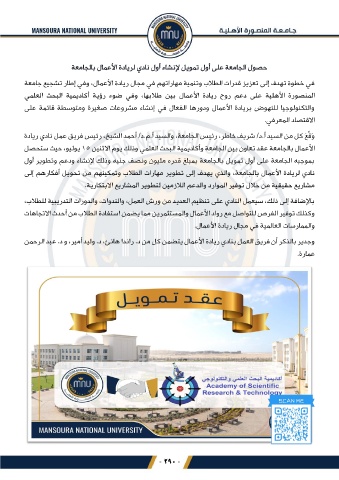 MANSOURA NATIONAL UNIVERSITY
جامعة المنصورة الأهلية
حصول الجامعة على أول تمويل لإنشاء أول نادي لريادة الأعمال بالجامعة
في خطوة تهدف إلى تعزيز قدرات الطلاب وتنمية مهاراتهم في مجال ريادة الأعمال، وفي إطار تشجيع جامعة
المنصورة الأهلية على دعم روح ريادة الأعمال بين طلابها، وفي ضوء رؤية أكاديمية البحث العلمي
والتكنولوجيا للنهوض بريادة الأعمال ودورها الفعال في إنشاء مشروعات صغيرة ومتوسطة قائمة على
الاقتصاد المعرفي.
وقّع كل من السيد أ.د/ شريف خاطر، رئيس الجامعة، والسيد أ.م.د/ أحمد الشيخ، رئيس فريق عمل نادي ريادة
الأعمال بالجامعة عقد تعاون بين الجامعة وأكاديمية البحث العلمي وذلك يوم الاثنين ١٥ يوليو، حيث ستحصل
بموجبه الجامعة على أول تمويل بالجامعة بمبلغ قدره مليون ونصف جنيه وذلك لإنشاء ودعم وتطوير أول
نادي لريادة الأعمال بالجامعة، والذي يهدف إلى تطوير مهارات الطلاب وتمكينهم من تحويل أفكارهم إلى
مشاريع حقيقية من خلال توفير الموارد والدعم اللازمين لتطوير المشاريع الابتكارية.
بالإضافة إلى ذلك، سيعمل النادي على تنظيم العديد من ورش العمل، والندوات، والدورات التدريبية للطلاب،
وكذلك توفير الفرص للتواصل مع رواد الأعمال والمستثمرين مما يضمن استفادة الطلاب من أحدث الاتجاهات
والممارسات العالمية في مجال ريادة الأعمال.
وجدير بالذكر أن فريق العمل بنادي ريادة الأعمال يتضمن كل من د. راندا هاني، د. وليد أمير، و د. عبد الرحمن
عمارة.
عقد تمويل
MNU
أكاديمية البحث العلمي والتكنولوجي
Academy of Scientific
Research & Technology
SCAN ME
MANSOURA NATIONAL UNIVERSITY
- ٢٩٠ -